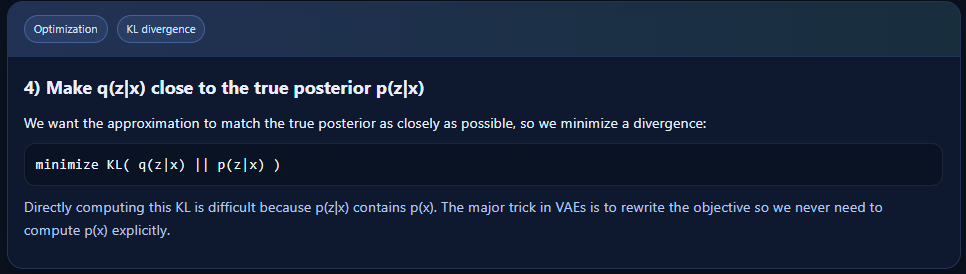 Optimization KL divergence
4) Make q(z|x) close to the true posterior p(z|x)
We want the approximation to match the true posterior as closely as possible, so we minimize a divergence:
minimize KL( q(z|x) || p(z|x) )
Directly computing this KL is difficult because p(z|x) contains p(x). The major trick in VAEs is to rewrite the objective so we never need to
compute p(x) explicitly.